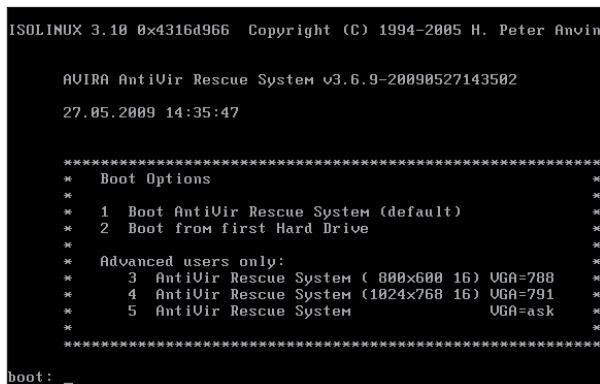 ISOLINUX 3.10 0x4316d966  Copyright (C) 1994-2005 H. Peter Anvin
AVIRA AntiVir Rescue System v3.6.9-20090527143502
27.05.2009 14:35:47
***********************************************************
*   Boot Options                                          *
*                                                         *
*   1  Boot AntiVir Rescue System (default)               *
*   2  Boot from first Hard Drive                         *
*                                                         *
*   Advanced users only:                                  *
*      3  AntiVir Rescue System ( 800x600 16) VGA=788     *
*      4  AntiVir Rescue System (1024x768 16) VGA=791     *
*      5  AntiVir Rescue System               VGA=ask     *
*                                                         *
***********************************************************
boot: _